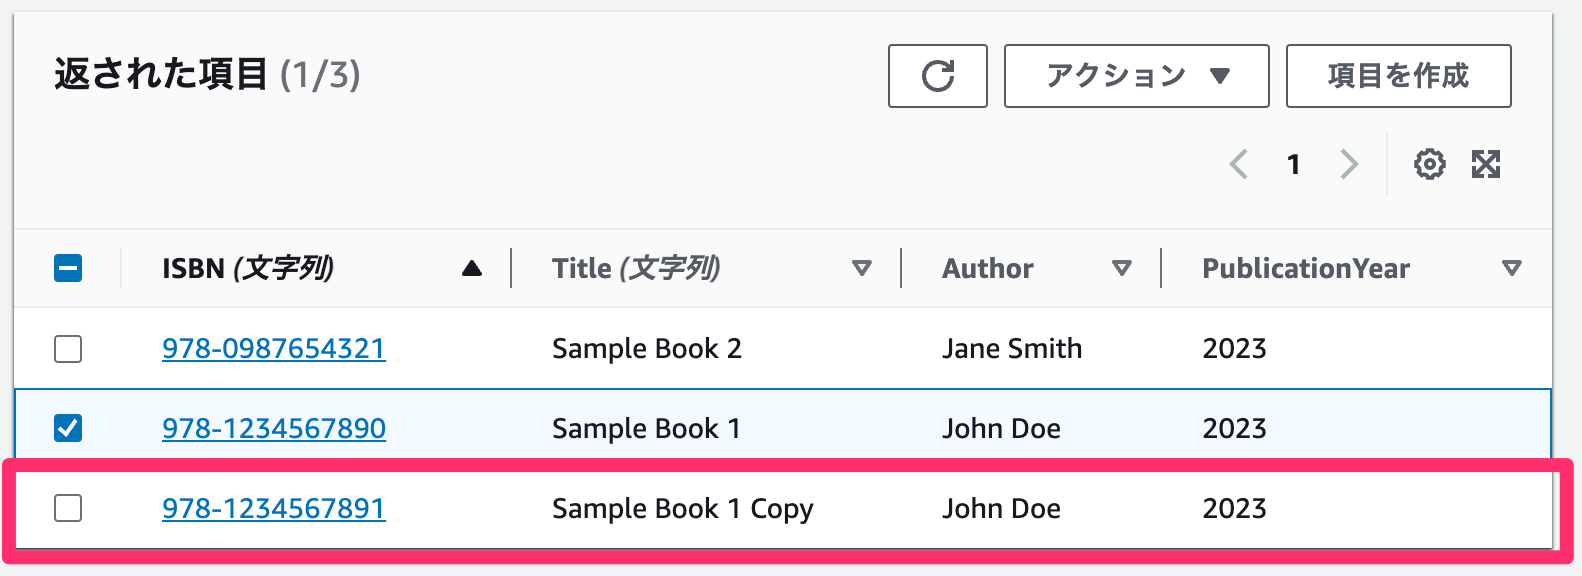 返された項目 (1/3)
アクション 項目を作成
1
ISBN (文字列) Title (文字列) Author PublicationYear
978-0987654321 Sample Book 2 Jane Smith 2023
978-1234567890 Sample Book 1 John Doe 2023
978-1234567891 Sample Book 1 Copy John Doe 2023